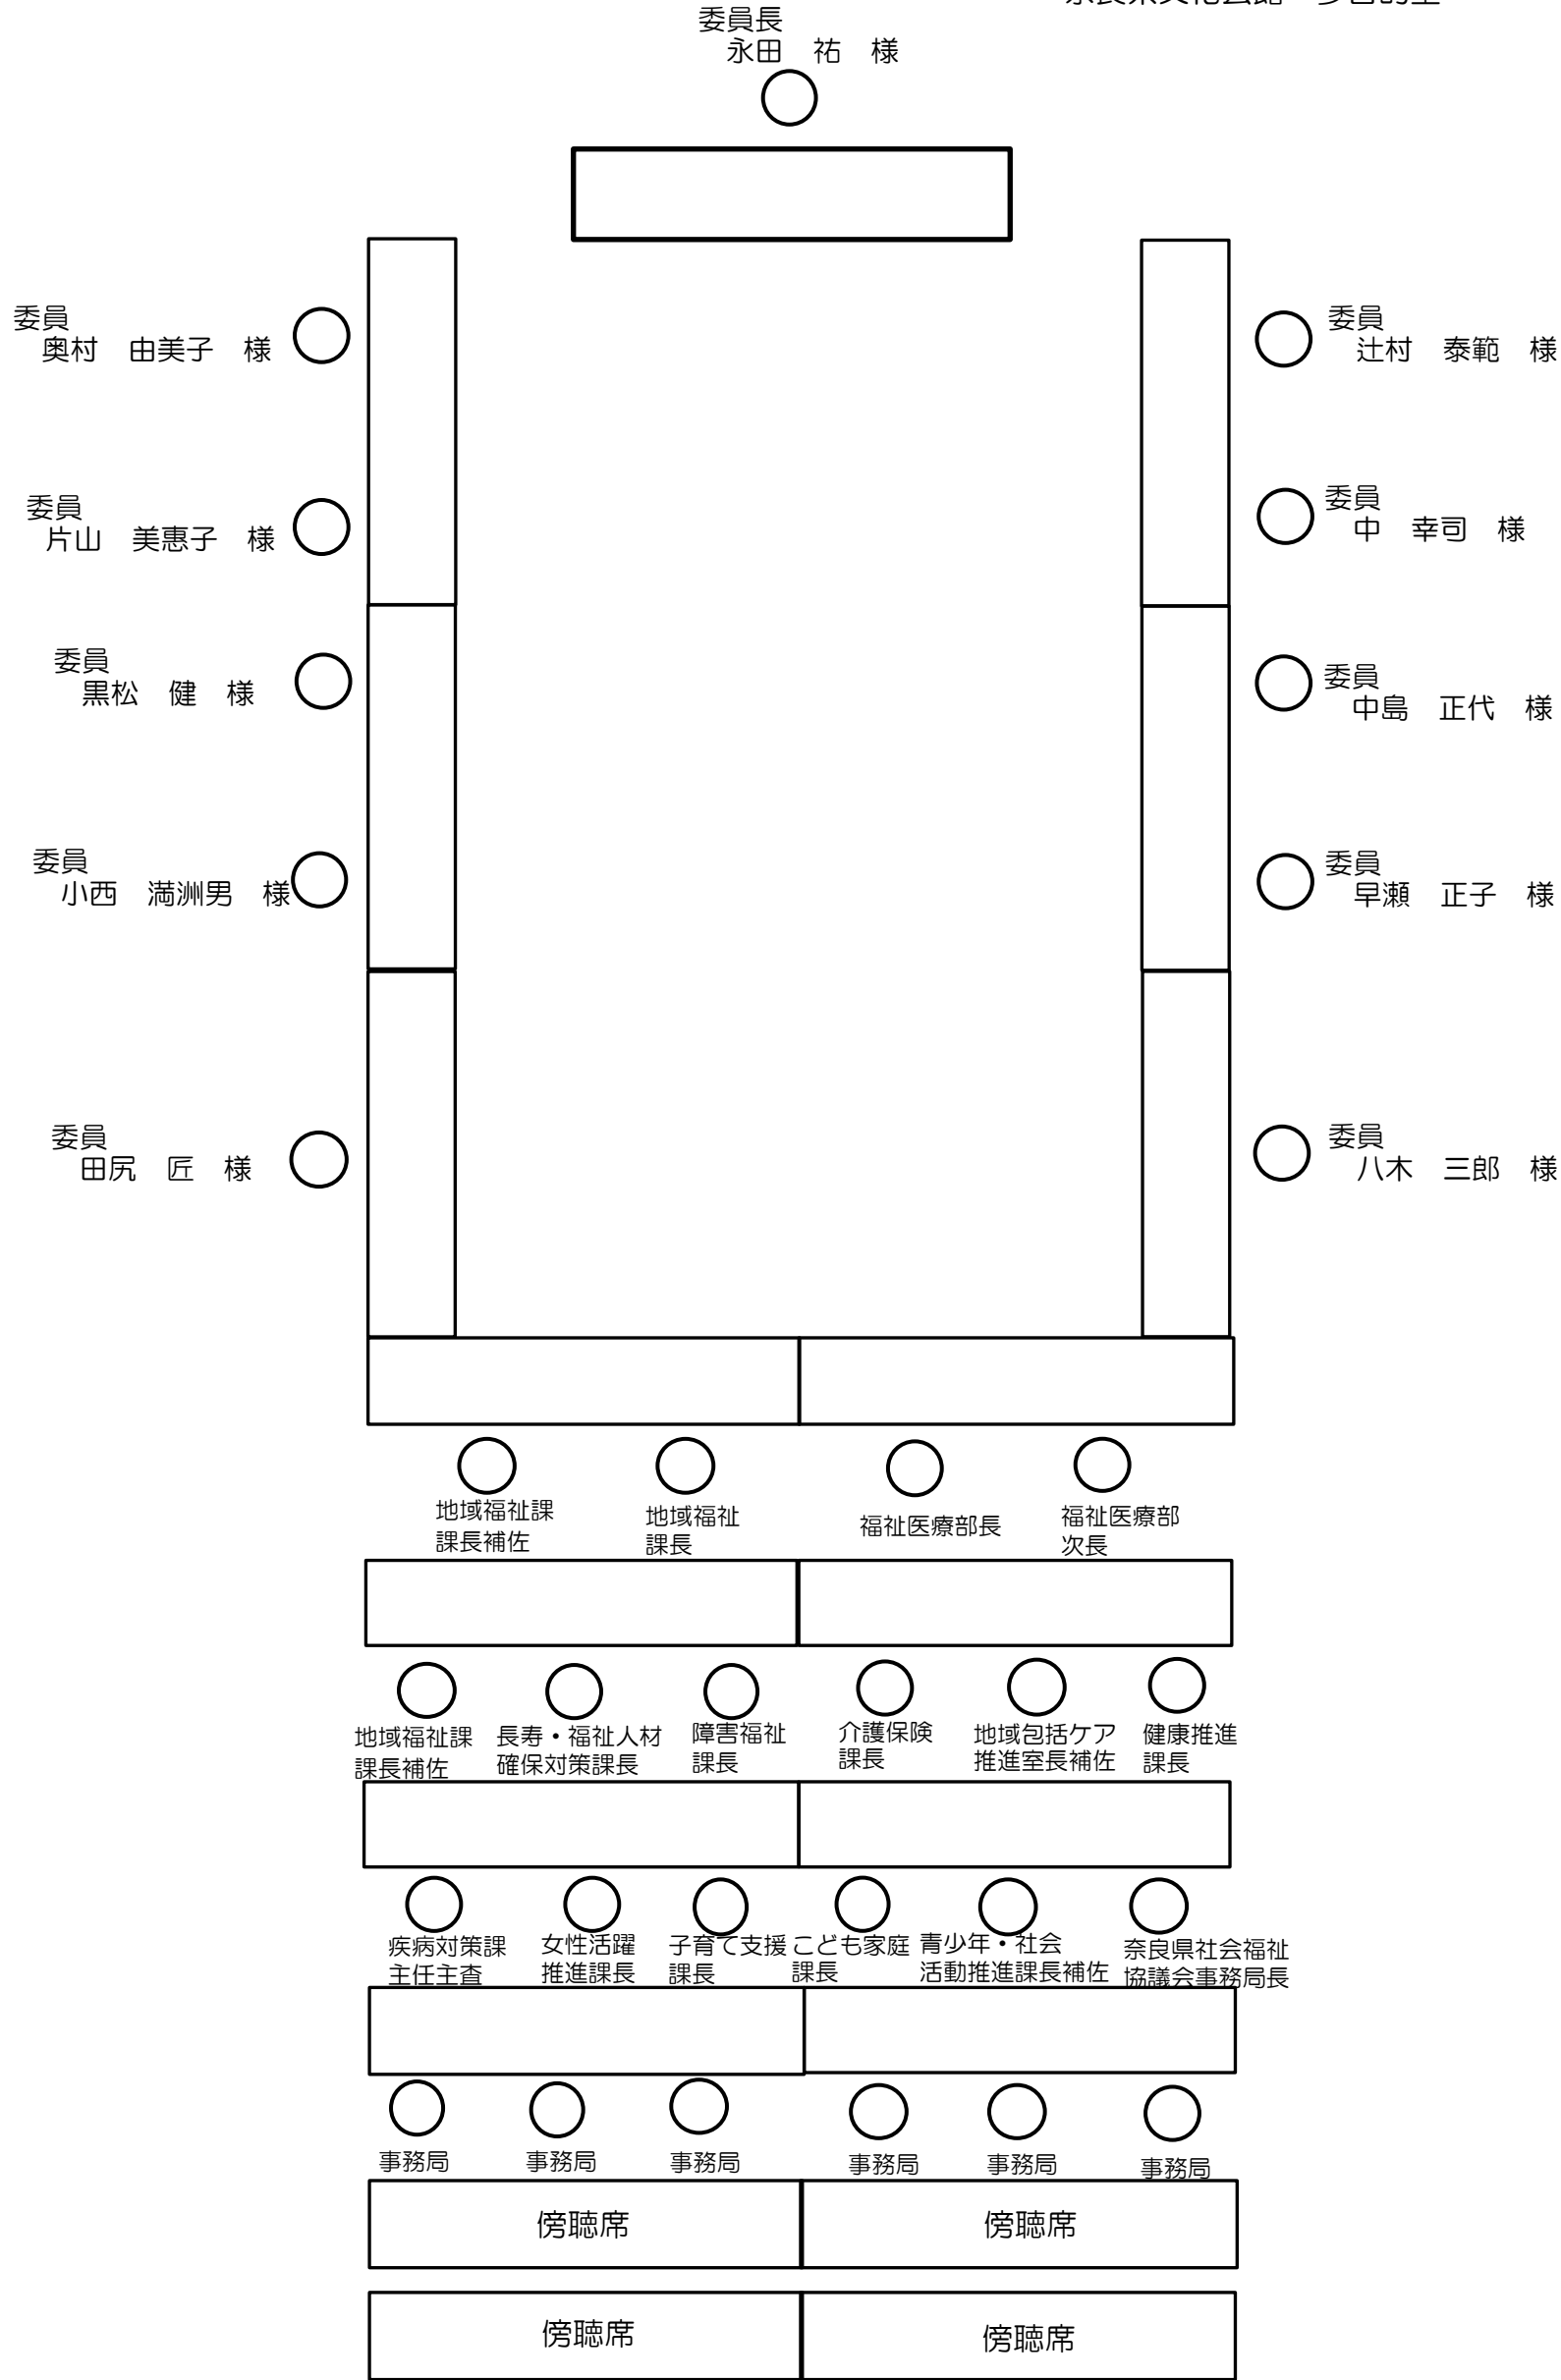 委員長
永田　祐　様
委員
奥村　由美子　様
委員
辻村　泰範　様
委員
片山　美惠子　様
委員
中　幸司　様
委員
黒松　健　様
委員
中島　正代　様
委員
小西　満洲男　様
委員
早瀬　正子　様
委員
田尻　匠　様
委員
八木　三郎　様
地域福祉課
課長補佐
地域福祉
課長
福祉医療部長
福祉医療部
次長
地域福祉課
課長補佐
長寿・福祉人材
確保対策課長
障害福祉
課長
介護保険
課長
地域包括ケア
推進室長補佐
健康推進
課長
疾病対策課
主任主査
女性活躍
推進課長
子育て支援
課長
こども家庭
課長
青少年・社会
活動推進課長補佐
奈良県社会福祉
協議会事務局長
事務局
事務局
事務局
事務局
事務局
事務局
傍聴席
傍聴席
傍聴席
傍聴席